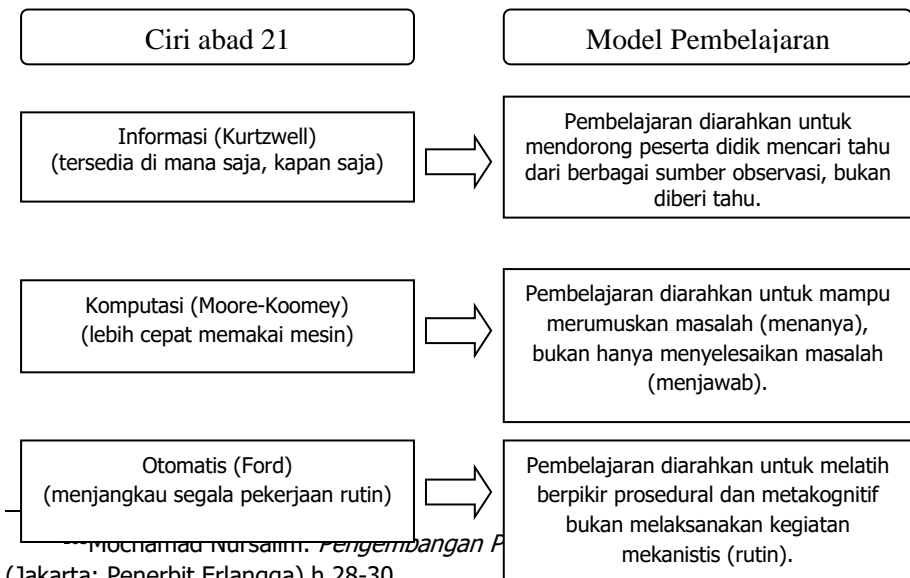 Ciri abad 21
Model Pembelajaran
Informasi (Kurtzwell)
(tersedia di mana saja, kapan saja)
Pembelajaran diarahkan untuk
mendorong peserta didik mencari tahu
dari berbagai sumber observasi, bukan
diberi tahu.
Komputasi (Moore-Koomey)
(lebih cepat memakai mesin)
Pembelajaran diarahkan untuk mampu
merumuskan masalah (menanya),
bukan hanya menyelesaikan masalah
(menjawab).
Otomatis (Ford)
(menjangkau segala pekerjaan rutin)
Pembelajaran diarahkan untuk melatih
berpikir prosedural dan metakognitif
bukan melaksanakan kegiatan
mekanistis (rutin).
Mochamad Nursalim. Pengembangan P
(Jakarta: Penerbit Erlangga) h 28-30